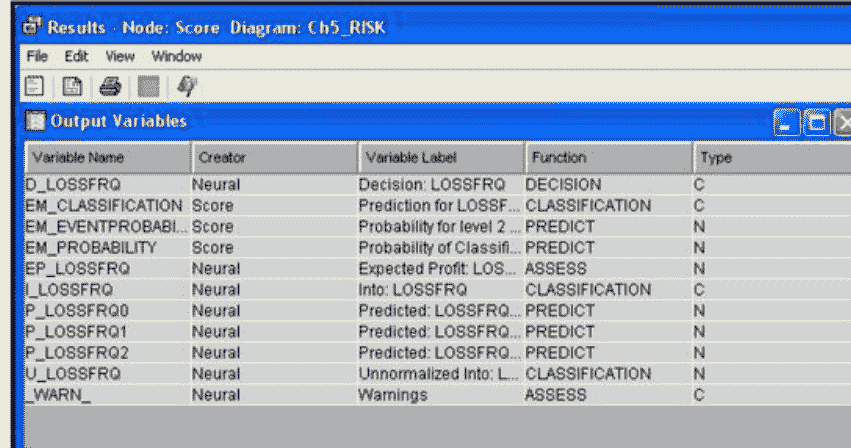 Results - Node: Score Diagram: Ch5_RISK
File Edit View Window
Output Variables
Variable Name Creator Variable Label Function Type
D_LOSSFRQ Neural Decision: LOSSFRQ DECISION C
EM_CLASSIFICATION Score Prediction for LOSSF... CLASSIFICATION C
EM_EVENTPROBABI... Score Probability for level 2 ... PREDICT N
EM_PROBABILITY Score Probability of Classifi... PREDICT N
EP_LOSSFRQ Neural Expected Profit: LOS... ASSESS N
I_LOSSFRQ Neural Into: LOSSFRQ CLASSIFICATION C
P_LOSSFRQ0 Neural Predicted: LOSSFRQ... PREDICT N
P_LOSSFRQ1 Neural Predicted: LOSSFRQ... PREDICT N
P_LOSSFRQ2 Neural Predicted: LOSSFRQ... PREDICT N
U_LOSSFRQ Neural Unnormalized Into: L... CLASSIFICATION N
_WARN_ Neural Warnings ASSESS C